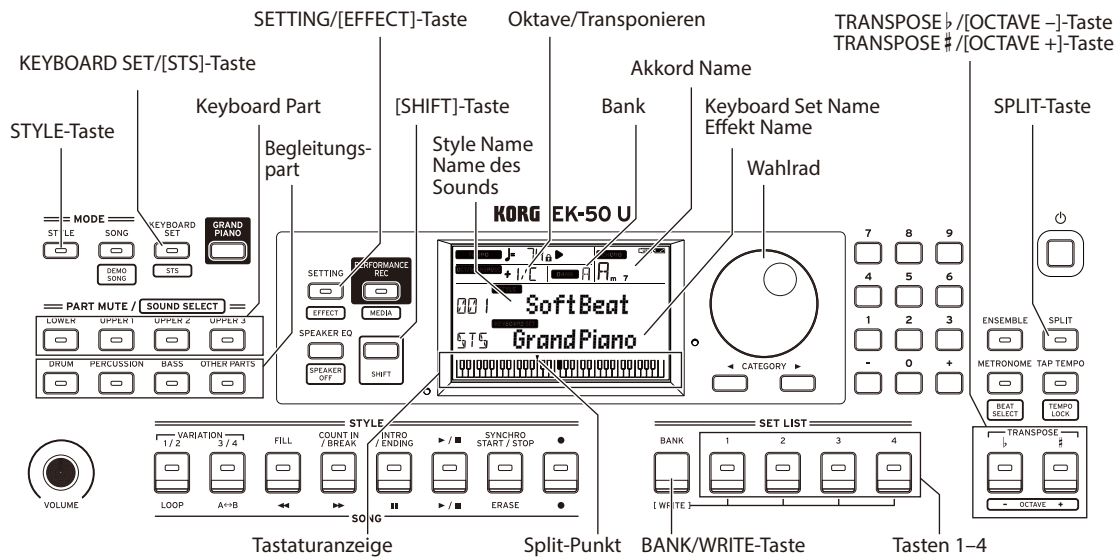 SETTING/[EFFECT]-Taste
Oktave/Transponieren
TRANSPOSE♭/[OCTAVE –]-Taste
TRANSPOSE♯/[OCTAVE +]-Taste
KEYBOARD SET/[STS]-Taste
Akkord Name
Keyboard Part
[SHIFT]-Taste
Bank
Keyboard Set Name
Effekt Name
SPLIT-Taste
STYLE-Taste
Begleitungs-
part
Style Name
Name des
Sounds
Wahlrad
KORG EK-50 U
MODE
STYLE
SONG
KEYBOARD
SET
GRAND
PIANO
DEMO
SONG
STS
PART MUTE / SOUND SELECT
LOWER UPPER 1 UPPER 2 UPPER 3
DRUM PERCUSSION BASS OTHER PARTS
SETTING
PERFORMANCE
REC
EFFECT
MEDIA
SPEAKER EQ
SPEAKER
OFF
SHIFT
+1/C
A
Am7
001 SoftBeat
STS GrandPiano
◄ CATEGORY ►
7 8 9
4 5 6
1 2 3
- 0 +
ENSEMBLE SPLIT
METRONOME TAP TEMPO
BEAT
SELECT
TEMPO
LOCK
TRANSPOSE
♭ ♯
- OCTAVE +
VOLUME
STYLE
VARIATION
1/2 3/4
FILL
COUNT IN
/ BREAK
INTRO
/ENDING
►/■
SYNCHRO
START / STOP
●
LOOP A↔B ◄◄ ►► II ►/■ ERASE ●
SONG
SET LIST
BANK 1 2 3 4
[WRITE]
Tastaturanzeige
Split-Punkt
BANK/WRITE-Taste
Tasten 1–4